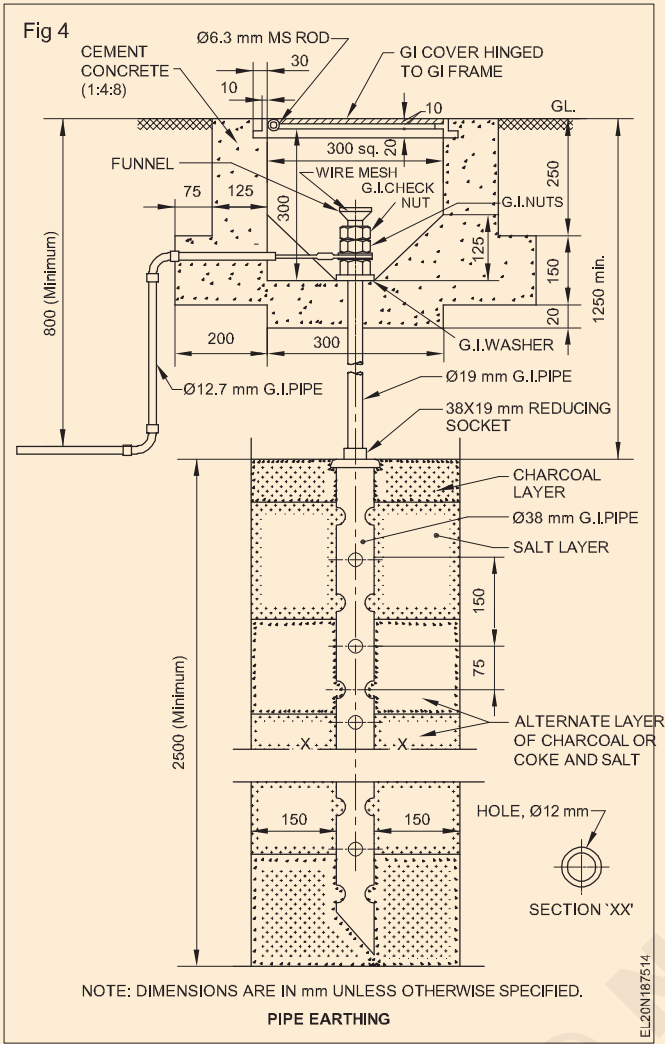 Fig 4
Ø6.3 mm MS ROD
CEMENT
CONCRETE
(1:4:8)
30
10
GI COVER HINGED
TO GI FRAME
10
GL.
300 sq.
20
FUNNEL
WIRE MESH
G.I.CHECK
NUT
G.I.NUTS
75
125
300
125
250
150
20
800 (Minimum)
1250 min.
200
300
G.I.WASHER
Ø12.7 mm G.I.PIPE
Ø19 mm G.I.PIPE
38X19 mm REDUCING
SOCKET
CHARCOAL
LAYER
Ø38 mm G.I.PIPE
SALT LAYER
150
75
2500 (Minimum)
ALTERNATE LAYER
OF CHARCOAL OR
COKE AND SALT
X X
150 150
HOLE, Ø12 mm
SECTION `XX'
NOTE: DIMENSIONS ARE IN mm UNLESS OTHERWISE SPECIFIED.
PIPE EARTHING
EL20N187514